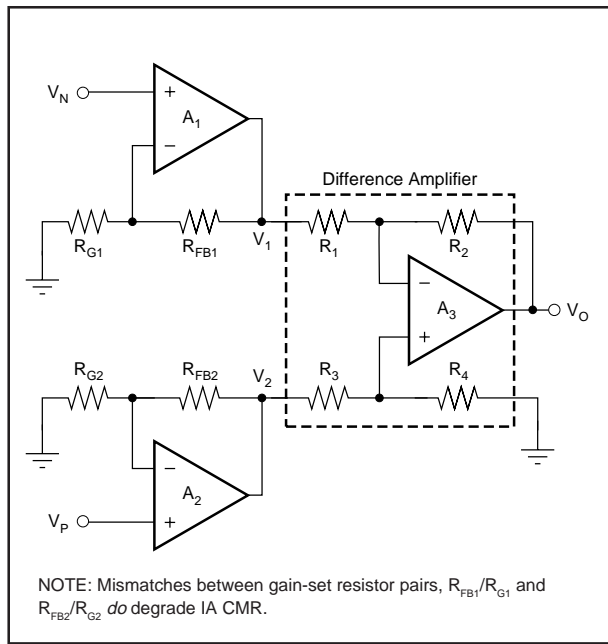 V_N
+
A_1
−
Difference Amplifier
R_G1
R_FB1
V_1
R_1
R_2
−
A_3
+
V_O
R_G2
R_FB2
V_2
R_3
R_4
−
A_2
+
V_P
NOTE: Mismatches between gain-set resistor pairs, R_FB1/R_G1 and
R_FB2/R_G2 do degrade IA CMR.